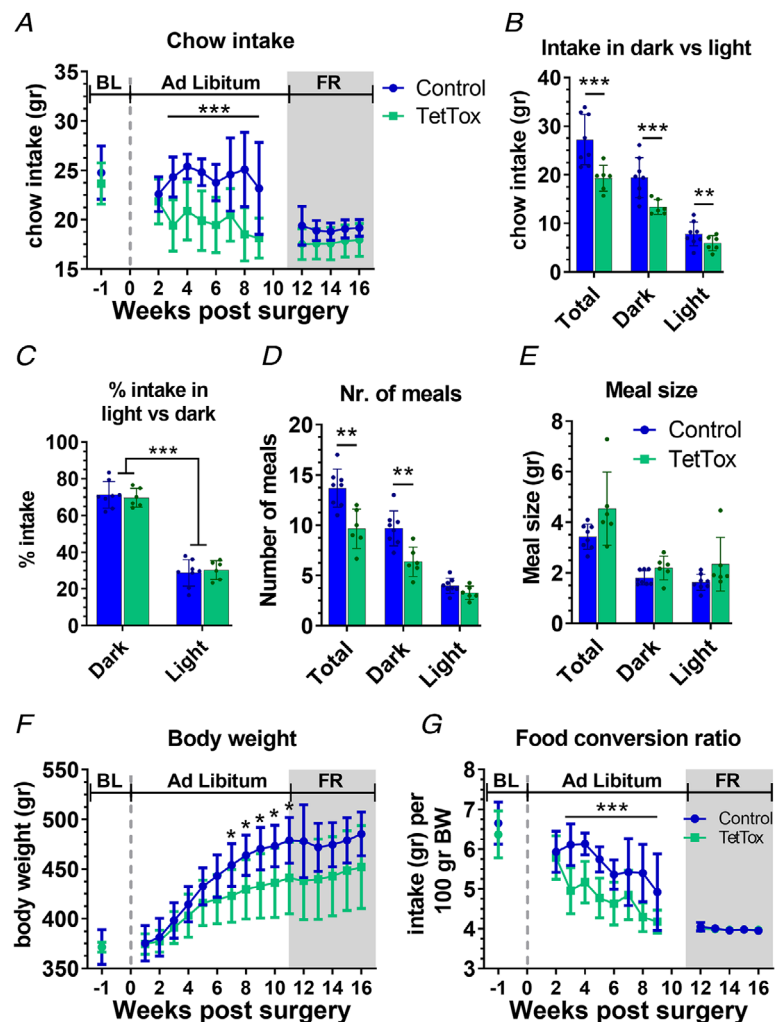 A
Chow intake
BL
Ad Libitum
FR
***
Control
TetTox
chow intake (gr)
35
30
25
20
15
-1 0 2 4 6 8 10 12 14 16
Weeks post surgery
B
Intake in dark vs light
***
***
**
chow intake (gr)
40
30
20
10
0
Total
Dark
Light
C
% intake in
light vs dark
***
% intake
100
80
60
40
20
0
Dark
Light
D
Nr. of meals
**
**
Number of meals
20
15
10
5
0
Total
Dark
Light
E
Meal size
Control
TetTox
Meal size (gr)
8
6
4
2
0
Total
Dark
Light
F
Body weight
BL
Ad Libitum
FR
* * * * *
body weight (gr)
550
500
450
400
350
-1 0 2 4 6 8 10 12 14 16
Weeks post surgery
G
Food conversion ratio
BL
Ad Libitum
FR
***
Control
TetTox
intake (gr) per
100 gr BW
8
7
6
5
4
3
-1 0 2 4 6 8 10 12 14 16
Weeks post surgery